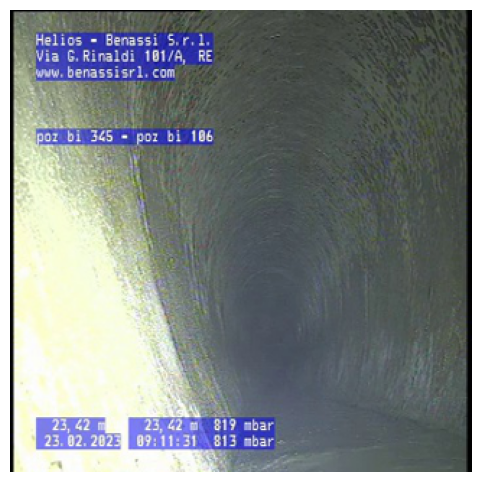 Helios - Benassi S.r.l.
Via G.Rinaldi 101/A, RE
www.benassisrl.com
poz bi 345 - poz bi 106
23,42 m 23,42 m 819 mbar
23.02.2023 09:11:31 813 mbar